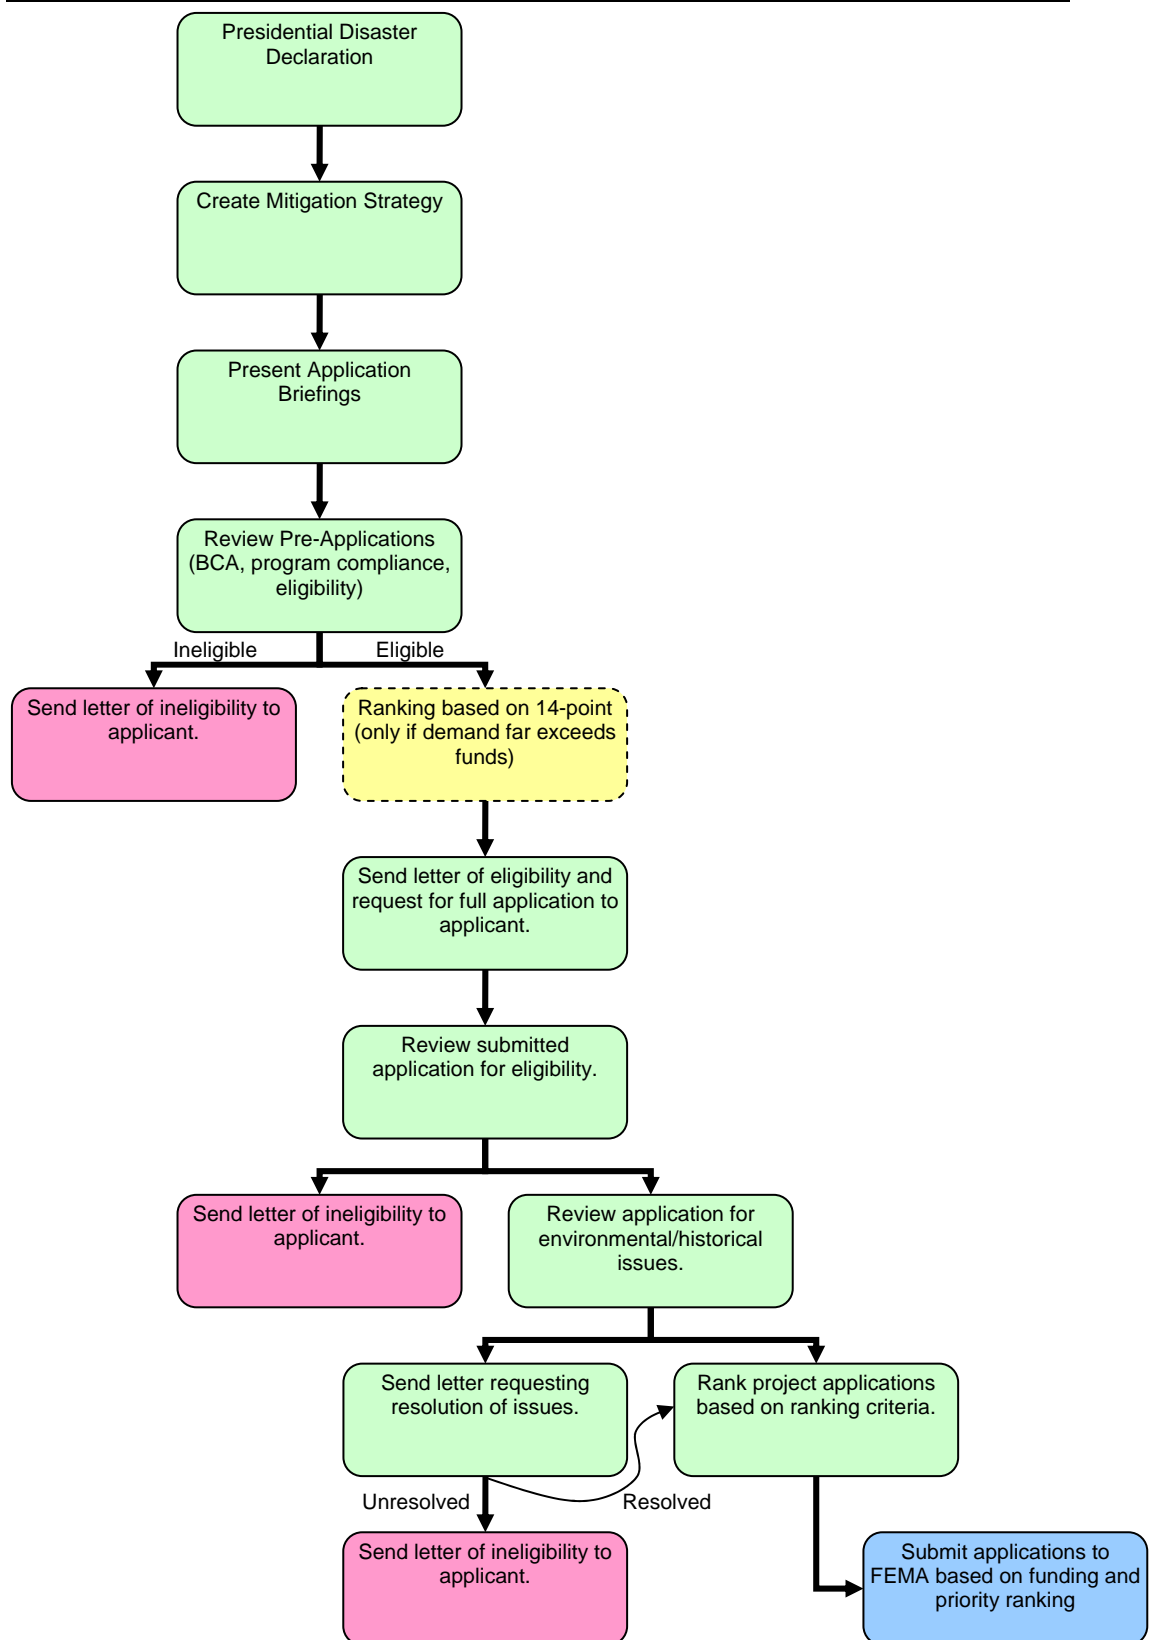 Presidential Disaster
Declaration
Create Mitigation Strategy
Present Application
Briefings
Review Pre-Applications
(BCA, program compliance,
eligibility)
Ineligible
Eligible
Send letter of ineligibility to
applicant.
Ranking based on 14-point
(only if demand far exceeds
funds)
Send letter of eligibility and
request for full application to
applicant.
Review submitted
application for eligibility.
Send letter of ineligibility to
applicant.
Review application for
environmental/historical
issues.
Send letter requesting
resolution of issues.
Rank project applications
based on ranking criteria.
Unresolved
Resolved
Send letter of ineligibility to
applicant.
Submit applications to
FEMA based on funding and
priority ranking